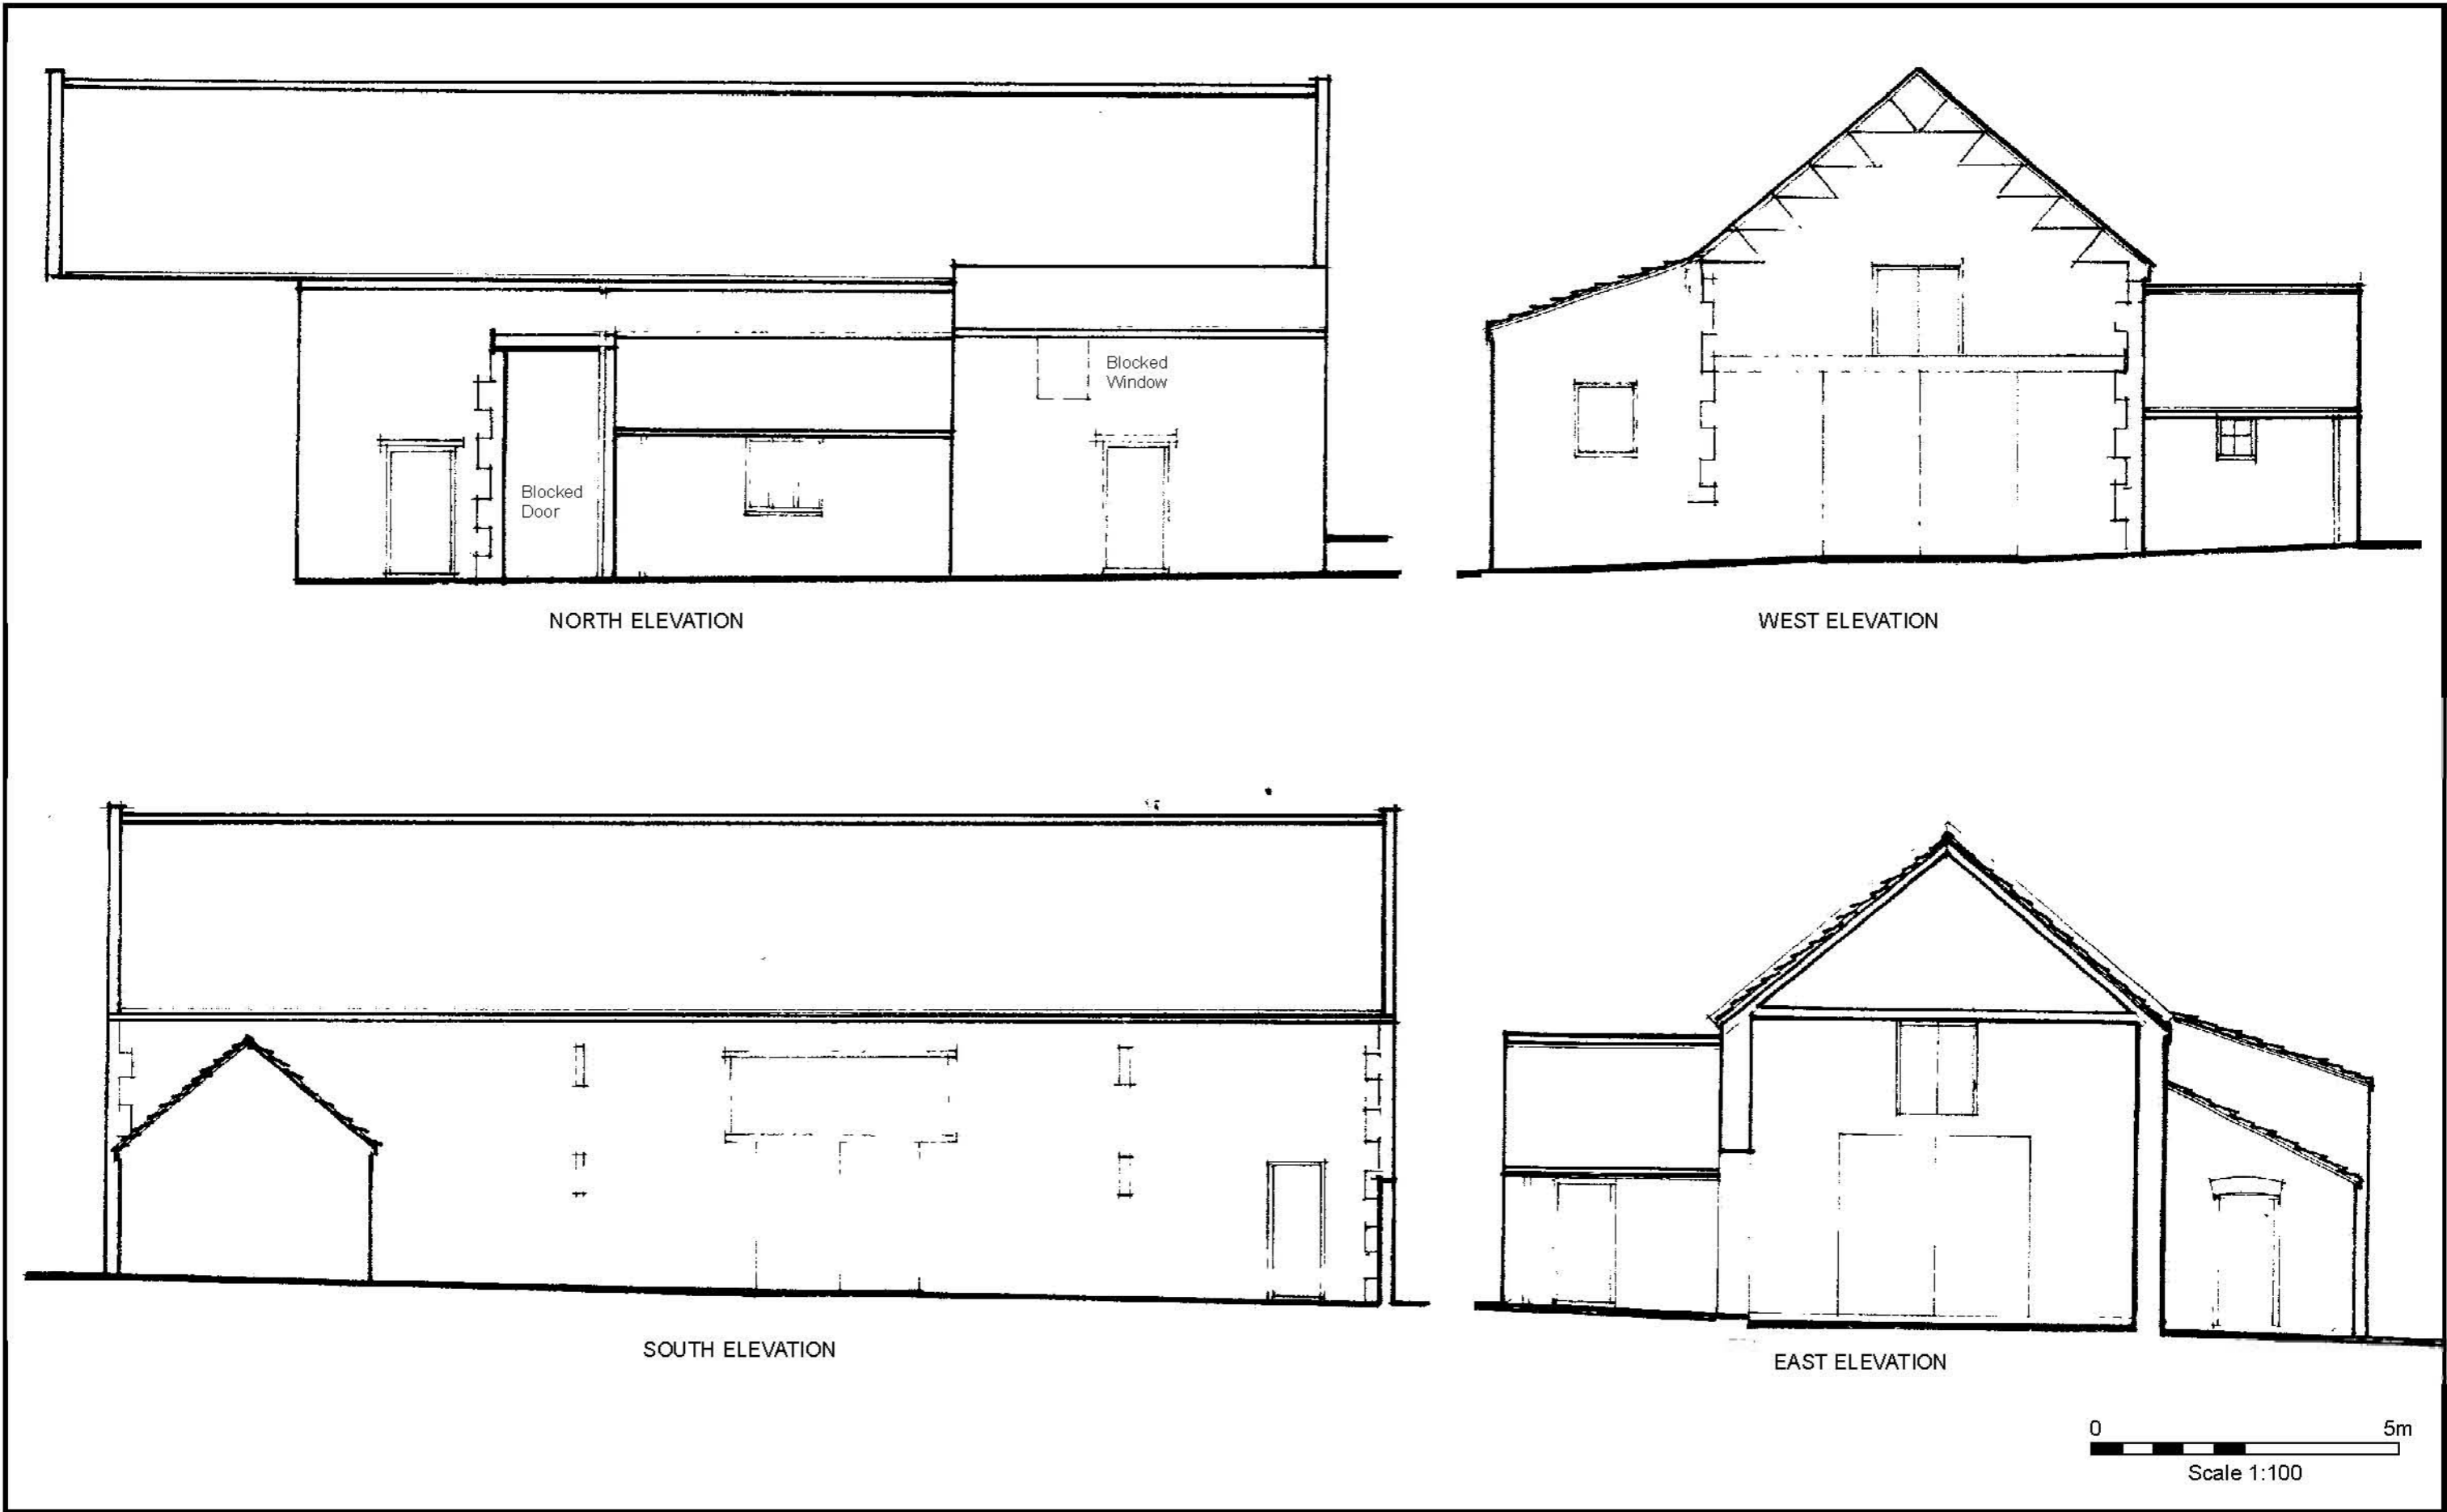 Blocked
Window
Blocked
Door
NORTH ELEVATION
WEST ELEVATION
SOUTH ELEVATION
EAST ELEVATION
0 5m
Scale 1:100